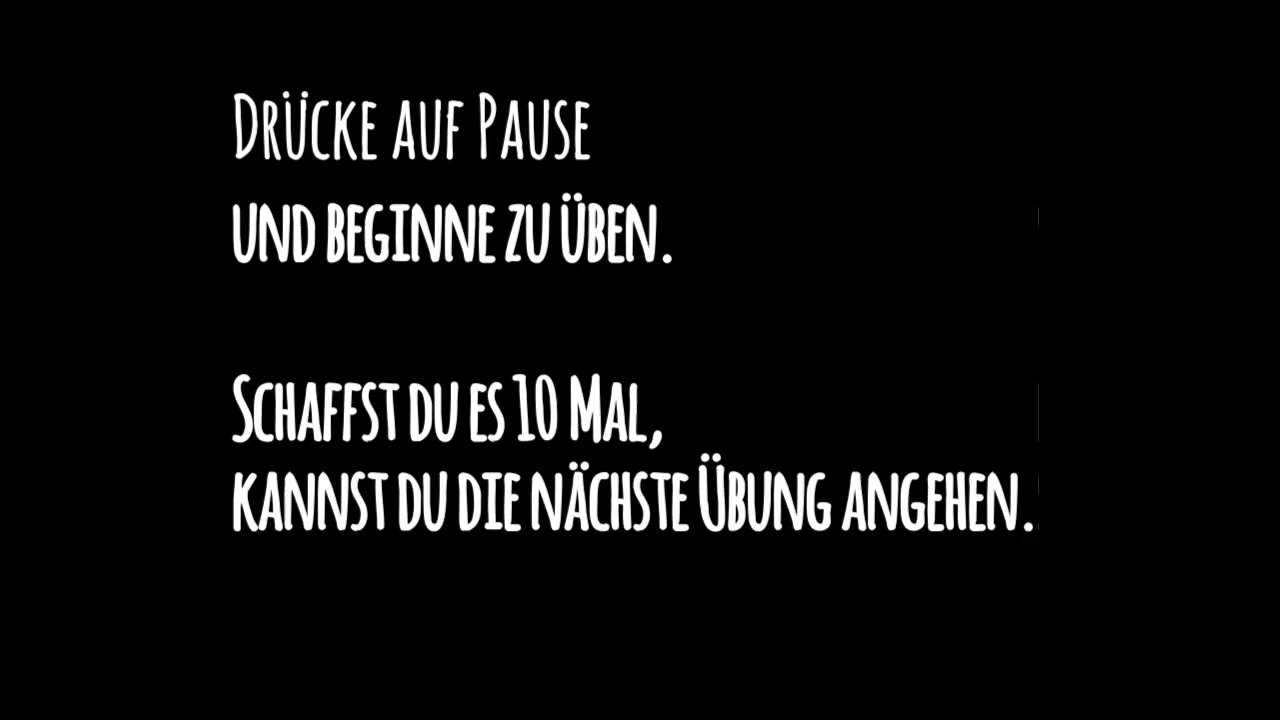 Drücke auf Pause
und beginne zu üben.
Schaffst du es 10 Mal,
kannst du die nächste Übung angehen.